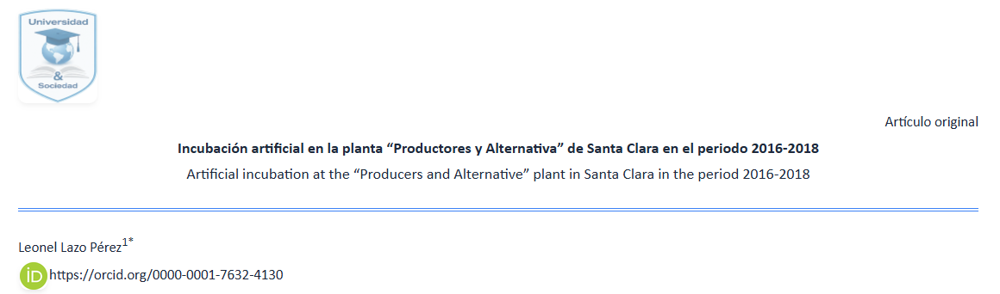 Universidad
&
Sociedad
Artículo original
Incubación artificial en la planta “Productores y Alternativa” de Santa Clara en el periodo 2016-2018
Artificial incubation at the “Producers and Alternative” plant in Santa Clara in the period 2016-2018
Leonel Lazo Pérez1*
iD https://orcid.org/0000-0001-7632-4130